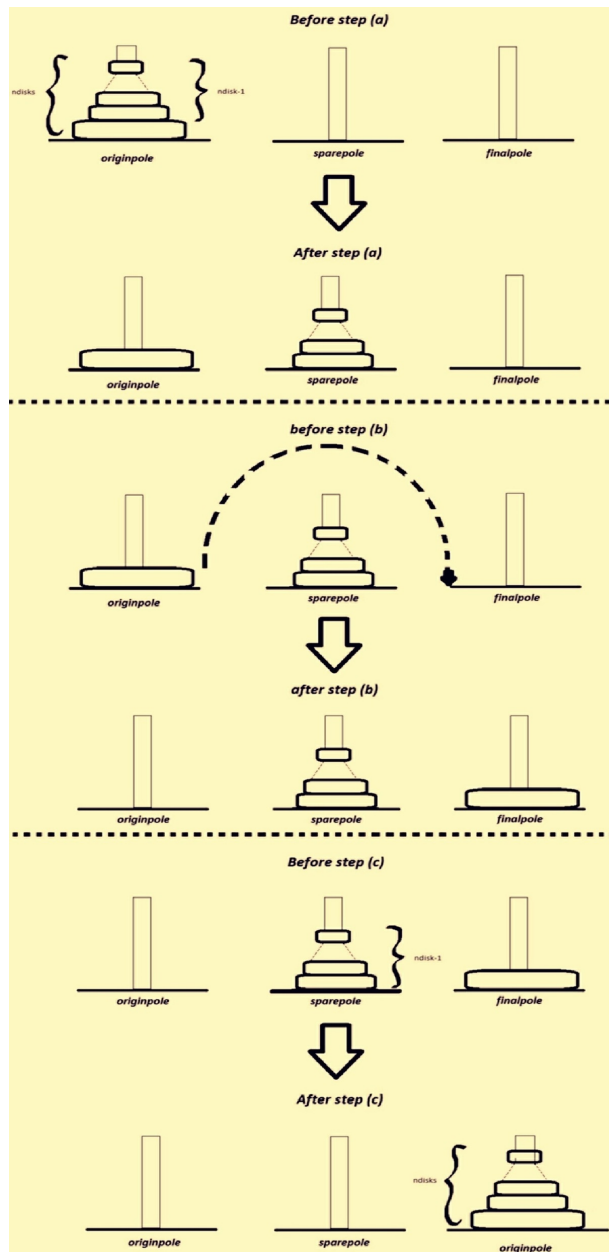 Before step (a)
ndisks
ndisk-1
originpole
sparepole
finalpole
After step (a)
originpole
sparepole
finalpole
before step (b)
originpole
sparepole
finalpole
after step (b)
originpole
sparepole
finalpole
Before step (c)
ndisk-1
originpole
sparepole
finalpole
After step (c)
ndisks
originpole
sparepole
originpole